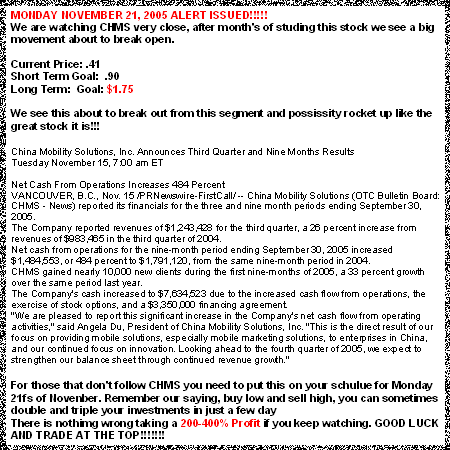 MONDAY NOVEMBER 21, 2005 ALERT ISSUED!!!!!
We are watching CHMS very close, after month's of studing this stock we see a big
movement about to break open.
Current Price: .41
Short Term Goal: .90
Long Term: Goal: $1.75
We see this about to break out from this segment and possissity rocket up like the
great stock it is!!!
China Mobility Solutions, Inc. Announces Third Quarter and Nine Months Results
Tuesday November 15, 7:00 am ET
Net Cash From Operations Increases 484 Percent
VANCOUVER, B.C., Nov. 15 /PRNewswire-FirstCall/ -- China Mobility Solutions (OTC Bulletin Board:
CHMS - News) reported its financials for the three and nine month periods ending September 30,
2005.
The Company reported revenues of $1,243,428 for the third quarter, a 26 percent increase from
revenues of $983,465 in the third quarter of 2004.
Net cash from operations for the nine-month period ending September 30, 2005 increased
$1,484,553, or 484 percent to $1,791,120, from the same nine-month period in 2004.
CHMS gained nearly 10,000 new clients during the first nine-months of 2005, a 33 percent growth
over the same period last year.
The Company's cash increased to $7,634,523 due to the increased cash flow from operations, the
exercise of stock options, and a $3,350,000 financing agreement.
"We are pleased to report this significant increase in the Company's net cash flow from operating
activities," said Angela Du, President of China Mobility Solutions, Inc. "This is the direct result of our
focus on providing mobile solutions, especially mobile marketing solutions, to enterprises in China,
and our continued focus on innovation. Looking ahead to the fourth quarter of 2005, we expect to
strengthen our balance sheet through continued revenue growth."
For those that don't follow CHMS you need to put this on your schulue for Monday
21fs of Novenber. Remember our saying, buy low and sell high, you can sometimes
double and triple your investments in just a few day
There is nothinmg wrong taking a 200-400% Profit if you keep watching. GOOD LUCK
AND TRADE AT THE TOP!!!!!!!